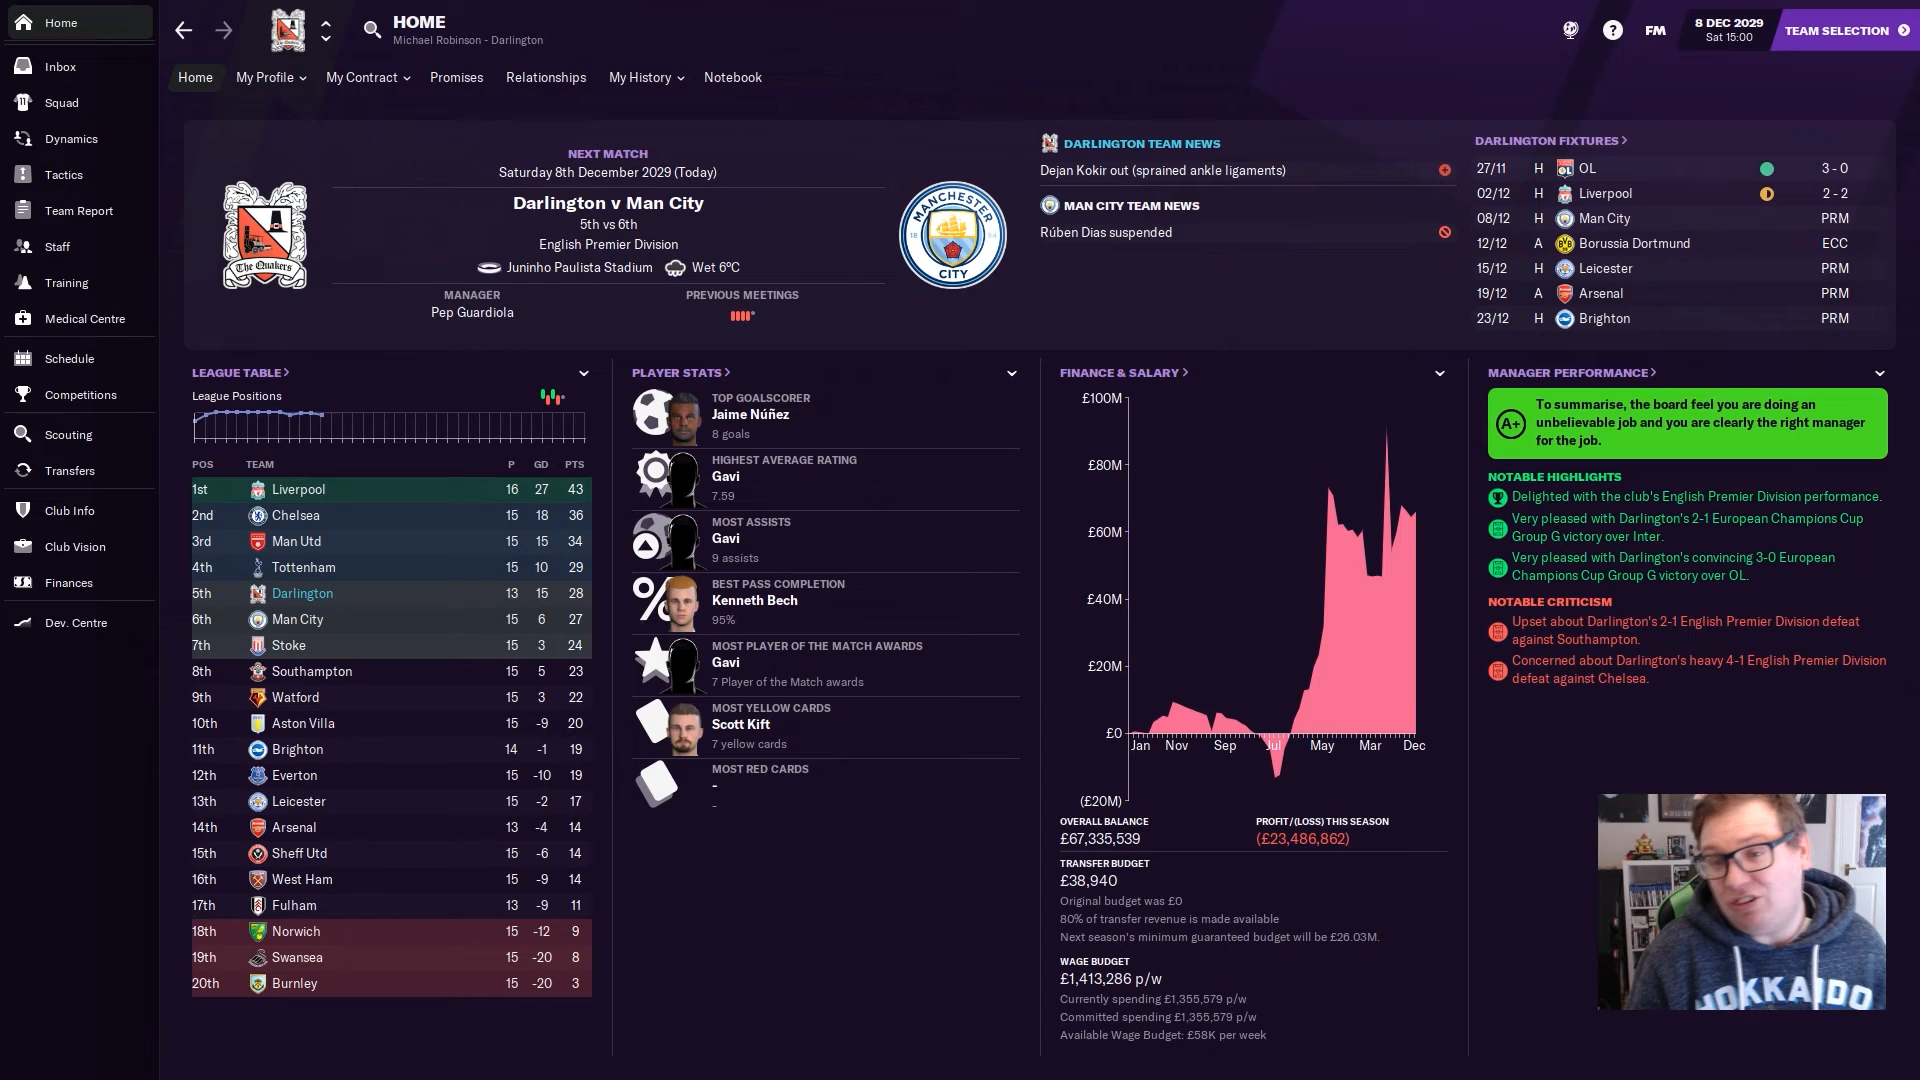 Home
Inbox
Squad
Dynamics
Tactics
Team Report
Staff
Training
Medical Centre
Schedule
Competitions
Scouting
Transfers
Club Info
Club Vision
Finances
Dev. Centre
HOME
Michael Robinson - Darlington
FM
8 DEC 2029
Sat 15:00
TEAM SELECTION
Home My Profile My Contract Promises Relationships My History Notebook
NEXT MATCH
Saturday 8th December 2029 (Today)
Darlington v Man City
5th vs 6th
English Premier Division
Juninho Paulista Stadium Wet 6ºC
MANAGER
Pep Guardiola
PREVIOUS MEETINGS
The Quakers
MANCHESTER
18 94
CITY
DARLINGTON TEAM NEWS
Dejan Kokir out (sprained ankle ligaments)
MAN CITY TEAM NEWS
Rúben Dias suspended
DARLINGTON FIXTURES
27/11 H OL 3 - 0
02/12 H Liverpool 2 - 2
08/12 H Man City PRM
12/12 A Borussia Dortmund ECC
15/12 H Leicester PRM
19/12 A Arsenal PRM
23/12 H Brighton PRM
LEAGUE TABLE
League Positions
POS TEAM P GD PTS
1st Liverpool 16 27 43
2nd Chelsea 15 18 36
3rd Man Utd 15 15 34
4th Tottenham 15 10 29
5th Darlington 13 15 28
6th Man City 15 6 27
7th Stoke 15 3 24
8th Southampton 15 5 23
9th Watford 15 3 22
10th Aston Villa 15 -9 20
11th Brighton 14 -1 19
12th Everton 15 -10 19
13th Leicester 15 -2 17
14th Arsenal 13 -4 14
15th Sheff Utd 15 -6 14
16th West Ham 15 -9 14
17th Fulham 13 -9 11
18th Norwich 15 -12 9
19th Swansea 15 -20 8
20th Burnley 15 -20 3
PLAYER STATS
TOP GOALSCORER
Jaime Núñez
8 goals
HIGHEST AVERAGE RATING
Gavi
7.59
MOST ASSISTS
Gavi
9 assists
BEST PASS COMPLETION
Kenneth Bech
95%
MOST PLAYER OF THE MATCH AWARDS
Gavi
7 Player of the Match awards
MOST YELLOW CARDS
Scott Kift
7 yellow cards
MOST RED CARDS
-
-
FINANCE & SALARY
£100M
£80M
£60M
£40M
£20M
£0
(£20M)
Jan Nov Sep Jul May Mar Dec
OVERALL BALANCE
£67,335,539
PROFIT/(LOSS) THIS SEASON
(£23,486,862)
TRANSFER BUDGET
£38,940
Original budget was £0
80% of transfer revenue is made available
Next season's minimum guaranteed budget will be £26.03M.
WAGE BUDGET
£1,413,286 p/w
Currently spending £1,355,579 p/w
Committed spending £1,355,579 p/w
Available Wage Budget: £58K per week
MANAGER PERFORMANCE
A+
To summarise, the board feel you are doing an
unbelievable job and you are clearly the right manager
for the job.
NOTABLE HIGHLIGHTS
Delighted with the club's English Premier Division performance.
Very pleased with Darlington's 2-1 European Champions Cup
Group G victory over Inter.
Very pleased with Darlington's convincing 3-0 European
Champions Cup Group G victory over OL.
NOTABLE CRITICISM
Upset about Darlington's 2-1 English Premier Division defeat
against Southampton.
Concerned about Darlington's heavy 4-1 English Premier Division
defeat against Chelsea.
HOKKAIDO